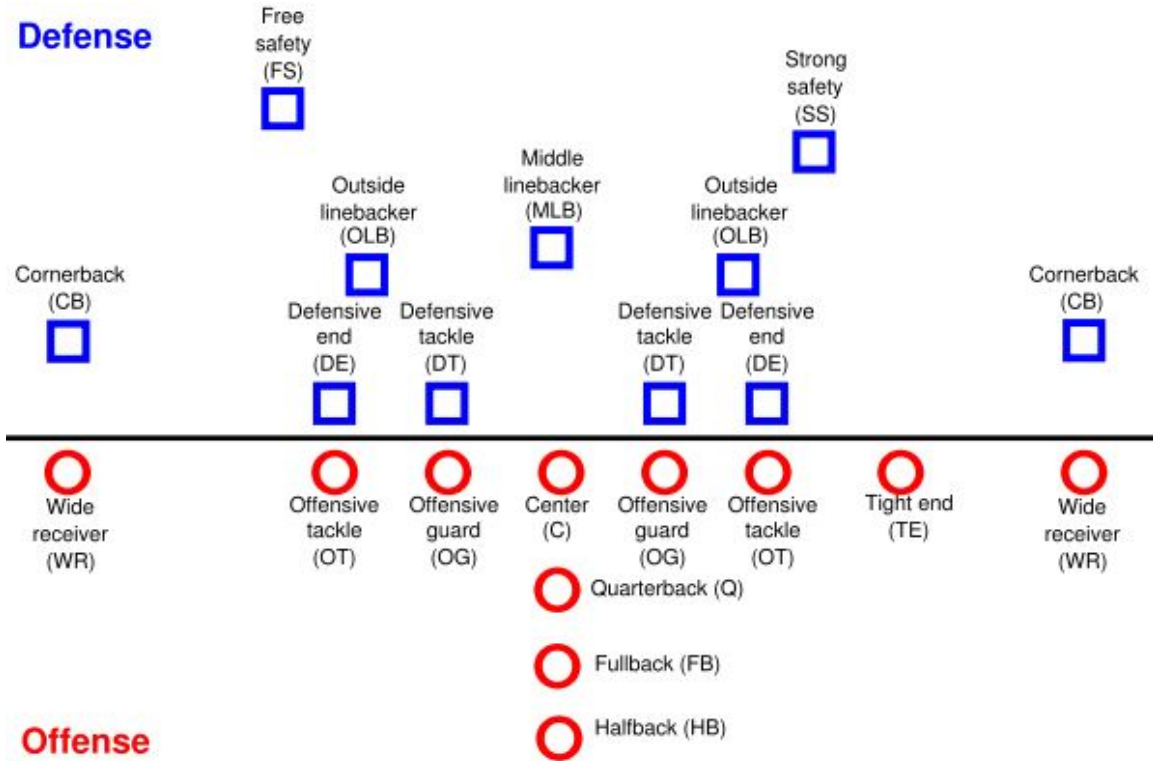 Defense
Free
safety
(FS)
Strong
safety
(SS)
Middle
linebacker
(MLB)
Outside
linebacker
(OLB)
Outside
linebacker
(OLB)
Cornerback
(CB)
Cornerback
(CB)
Defensive
end
(DE)
Defensive
tackle
(DT)
Defensive
tackle
(DT)
Defensive
end
(DE)
Wide
receiver
(WR)
Offensive
tackle
(OT)
Offensive
guard
(OG)
Center
(C)
Offensive
guard
(OG)
Offensive
tackle
(OT)
Tight end
(TE)
Wide
receiver
(WR)
Quarterback (Q)
Fullback (FB)
Halfback (HB)
Offense